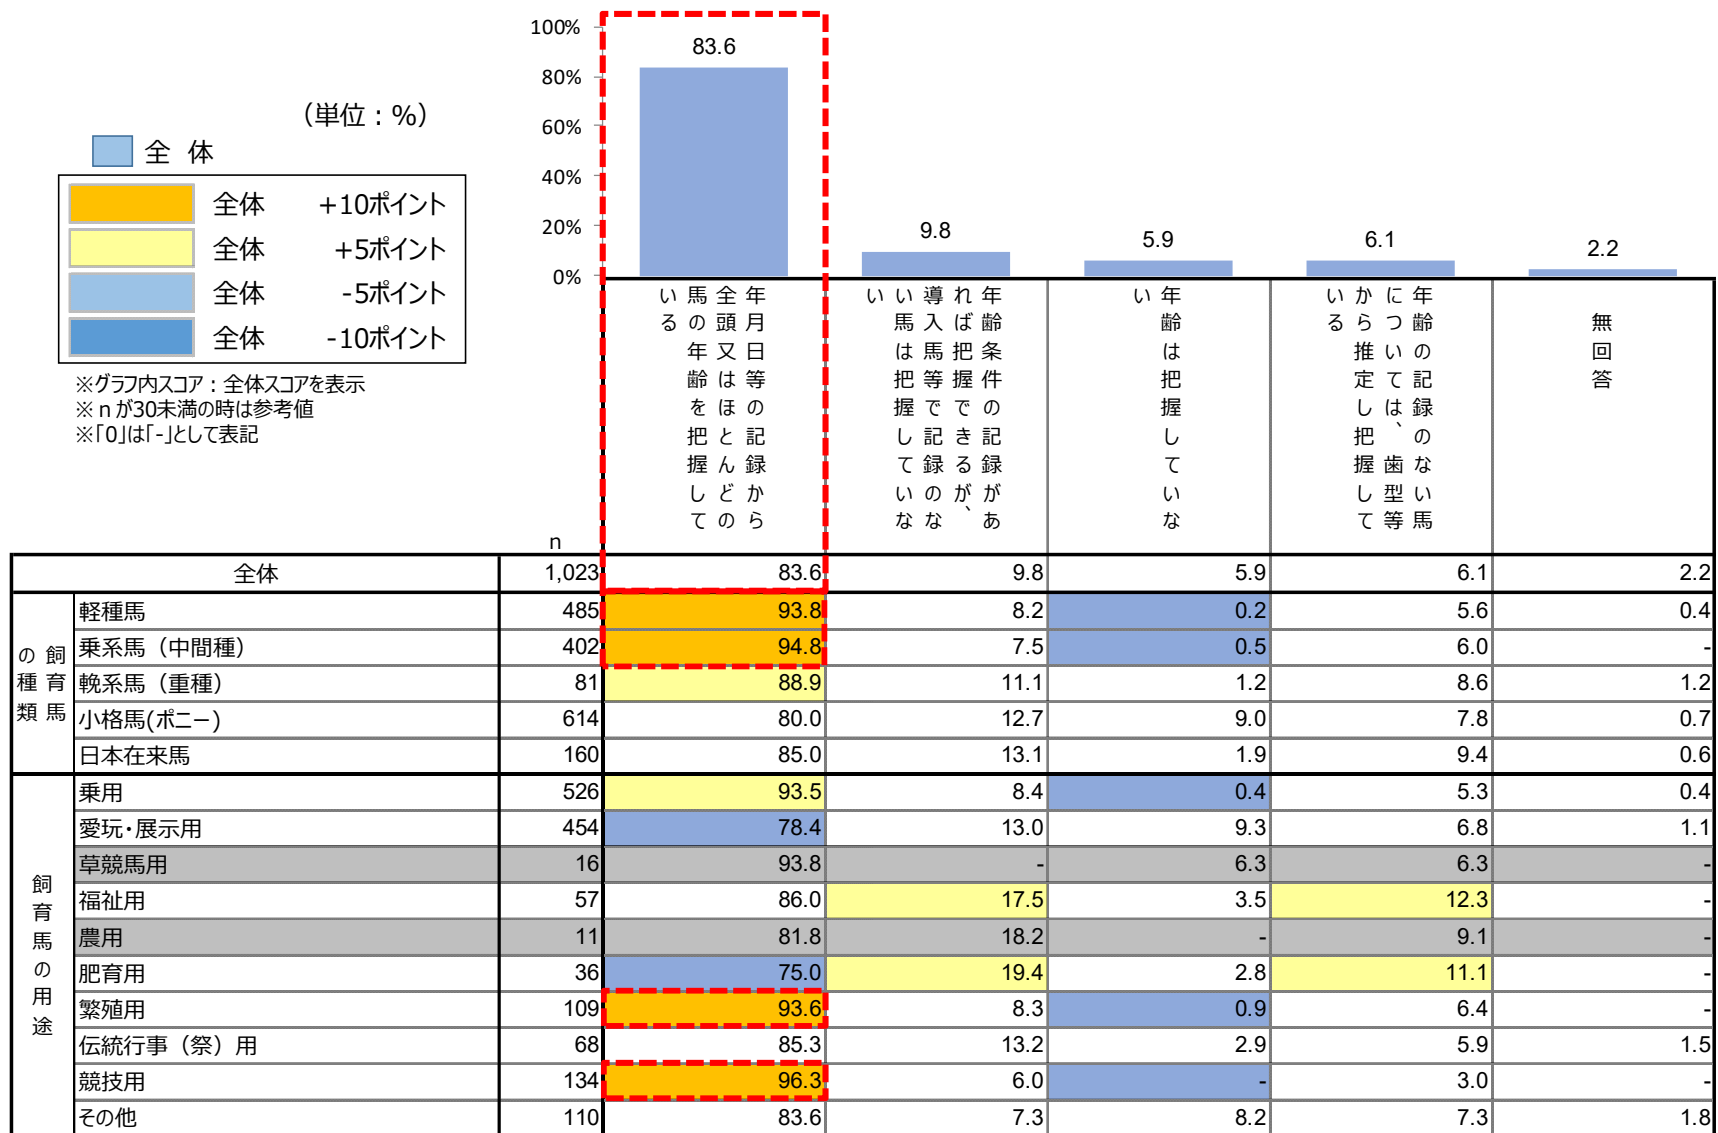 100%
80%
60%
40%
20%
0%
83.6
9.8
5.9
6.1
2.2
（単位：％）
全 体
全体 +10ポイント
全体 +5ポイント
全体 -5ポイント
全体 -10ポイント
※グラフ内スコア：全体スコアを表示
※ｎが30未満の時は参考値
※「0」は「-」として表記
年月日等の記録から
全頭又はほとんどの
馬の年齢を把握して
いる
年齢条件の記録があ
れば把握できるが、
導入馬等で記録のな
い馬は把握していな
い
年齢は把握していな
い
年齢の記録のない馬
については、歯型等
から推定し把握して
いる
無回答
n
全体 1,023 83.6 9.8 5.9 6.1 2.2
飼育馬
の種類
軽種馬 485 93.8 8.2 0.2 5.6 0.4
乗系馬（中間種） 402 94.8 7.5 0.5 6.0 -
輓系馬（重種） 81 88.9 11.1 1.2 8.6 1.2
小格馬(ポニー) 614 80.0 12.7 9.0 7.8 0.7
日本在来馬 160 85.0 13.1 1.9 9.4 0.6
飼育馬の用途
乗用 526 93.5 8.4 0.4 5.3 0.4
愛玩・展示用 454 78.4 13.0 9.3 6.8 1.1
草競馬用 16 93.8 - 6.3 6.3 -
福祉用 57 86.0 17.5 3.5 12.3 -
農用 11 81.8 18.2 - 9.1 -
肥育用 36 75.0 19.4 2.8 11.1 -
繁殖用 109 93.6 8.3 0.9 6.4 -
伝統行事（祭）用 68 85.3 13.2 2.9 5.9 1.5
競技用 134 96.3 6.0 - 3.0 -
その他 110 83.6 7.3 8.2 7.3 1.8